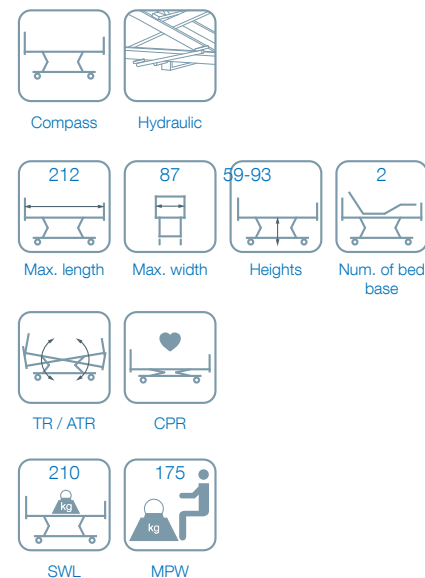 Compass
Hydraulic
212
87
59-93
2
Max. length
Max. width
Heights
Num. of bed
base
TR / ATR
CPR
210
kg
175
kg
SWL
MPW